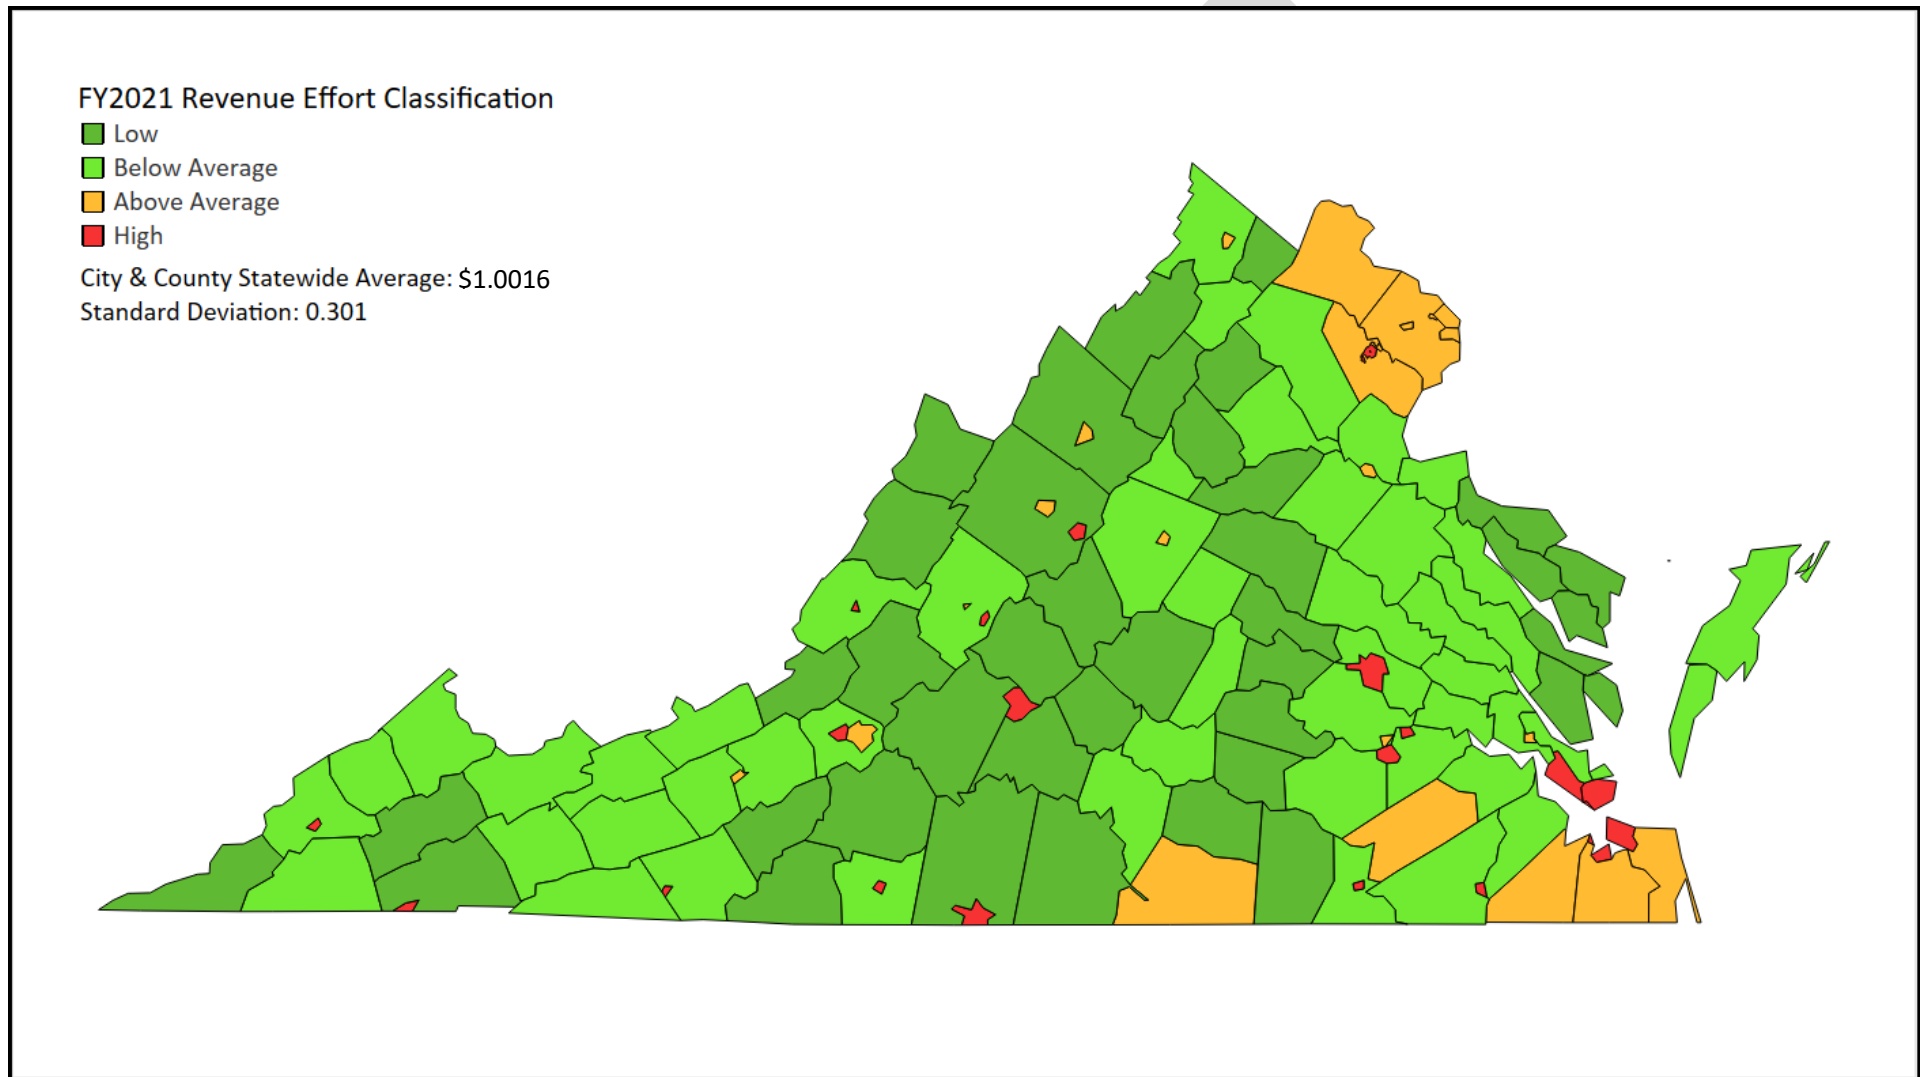 FY2021 Revenue Effort Classification
Low
Below Average
Above Average
High
City & County Statewide Average: $1.0016
Standard Deviation: 0.301